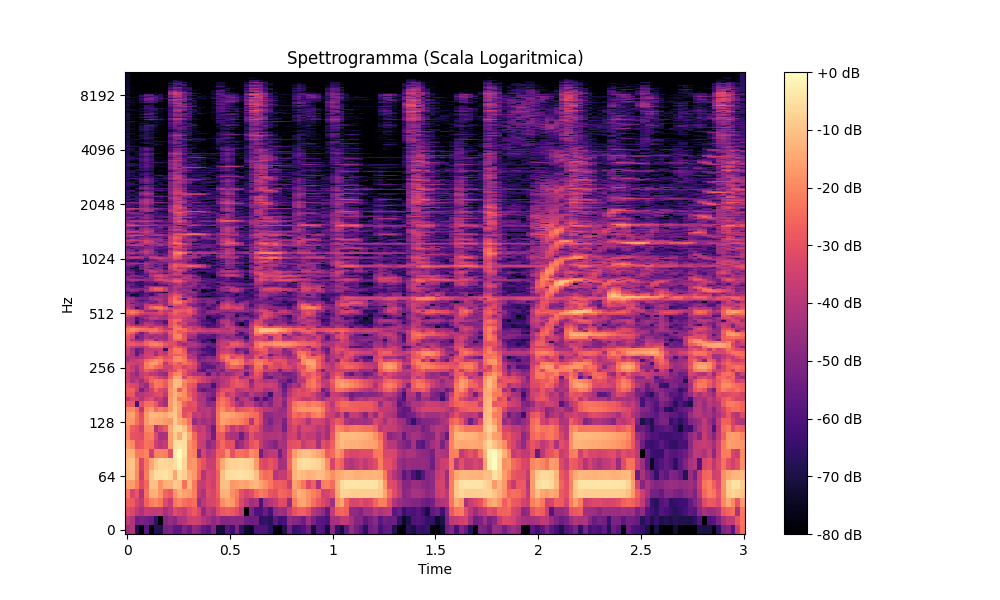 Spettrogramma (Scala Logaritmica)
Hz
8192
4096
2048
1024
512
256
128
64
0
0 0.5 1 1.5 2 2.5 3
Time
+0 dB
-10 dB
-20 dB
-30 dB
-40 dB
-50 dB
-60 dB
-70 dB
-80 dB